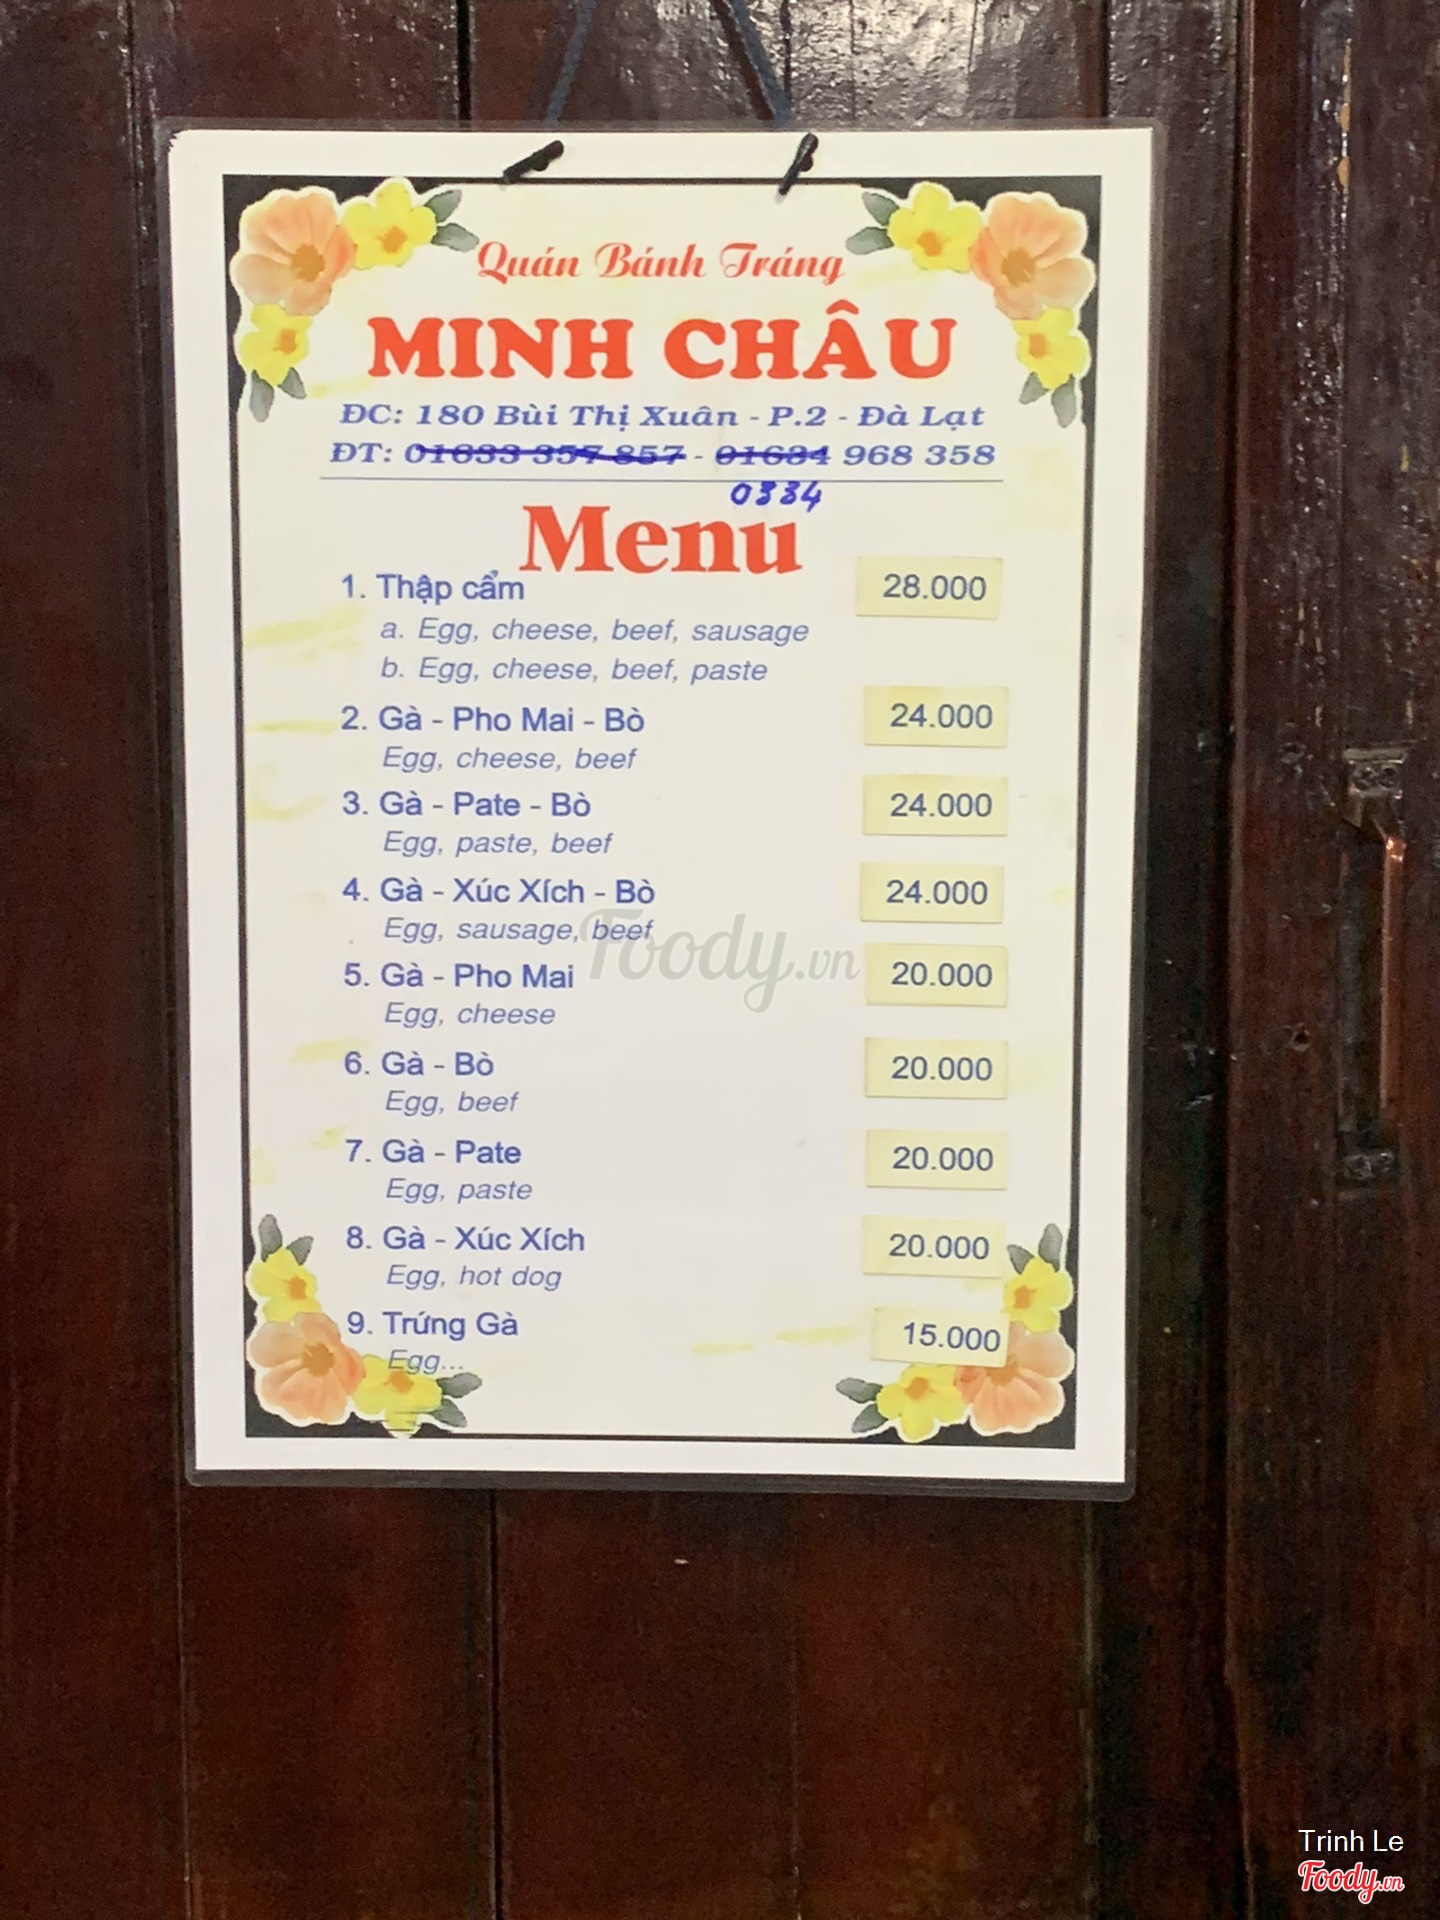 Quán Bánh Tráng
MINH CHÂU
ĐC: 180 Bùi Thị Xuân - P.2 - Đà Lạt
ĐT: 01633 357 857 - 01634 968 358
0334
Menu
1. Thập cẩm 28.000
a. Egg, cheese, beef, sausage
b. Egg, cheese, beef, paste
2. Gà - Pho Mai - Bò 24.000
Egg, cheese, beef
3. Gà - Pate - Bò 24.000
Egg, paste, beef
4. Gà - Xúc Xích - Bò 24.000
Egg, sausage, beef
Foody.vn
5. Gà - Pho Mai 20.000
Egg, cheese
6. Gà - Bò 20.000
Egg, beef
7. Gà - Pate 20.000
Egg, paste
8. Gà - Xúc Xích 20.000
Egg, hot dog
9. Trứng Gà 15.000
Egg...
Trinh Le
Foody.vn